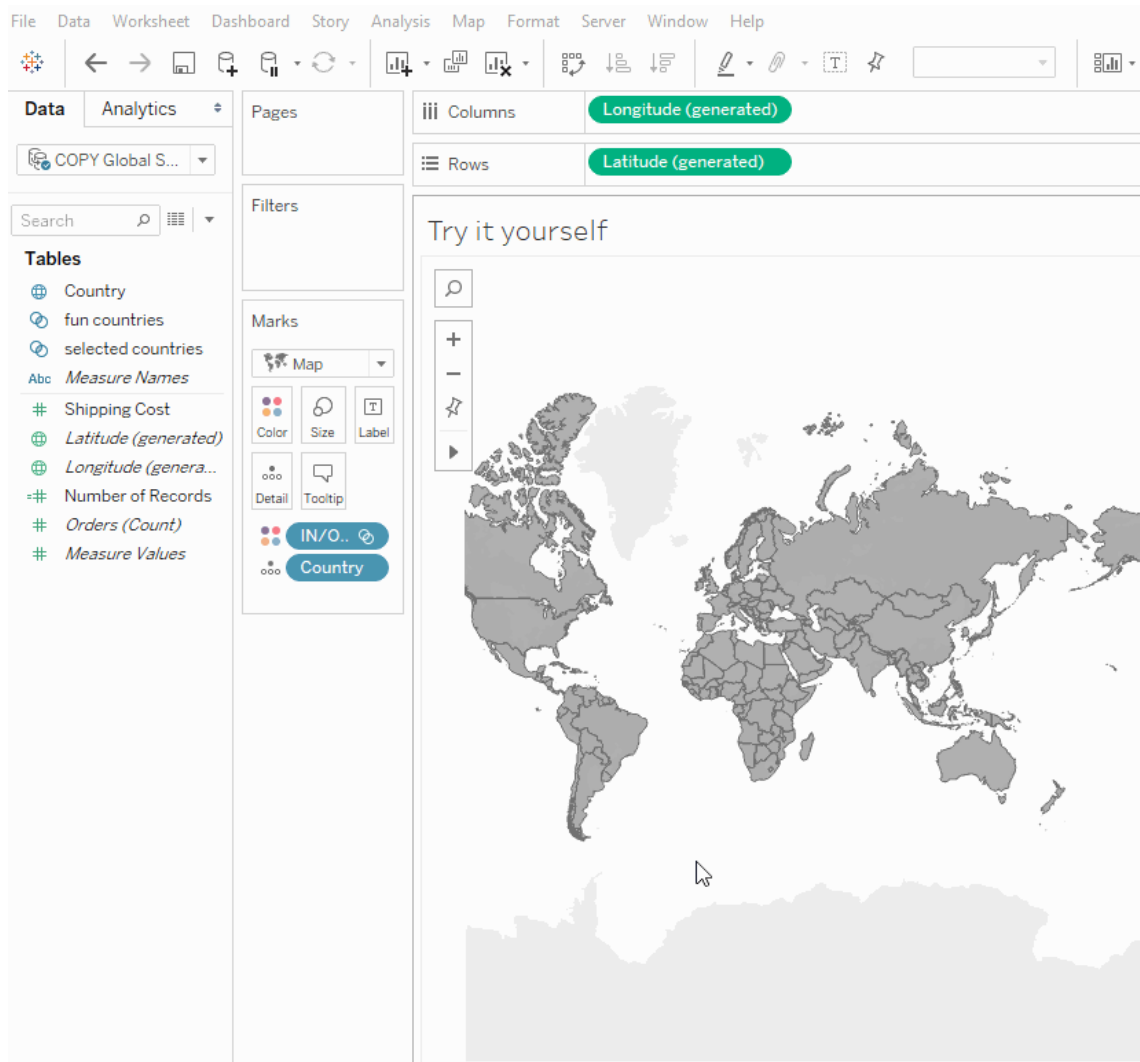 File Data Worksheet Dashboard Story Analysis Map Format Server Window Help
Data Analytics
COPY Global S...
Search
Tables
Country
fun countries
selected countries
Abc Measure Names
# Shipping Cost
Latitude (generated)
Longitude (genera...
=# Number of Records
# Orders (Count)
# Measure Values
Pages
Filters
Marks
Map
Color Size Label
Detail Tooltip
IN/O..
Country
iii Columns Longitude (generated)
Rows Latitude (generated)
Try it yourself